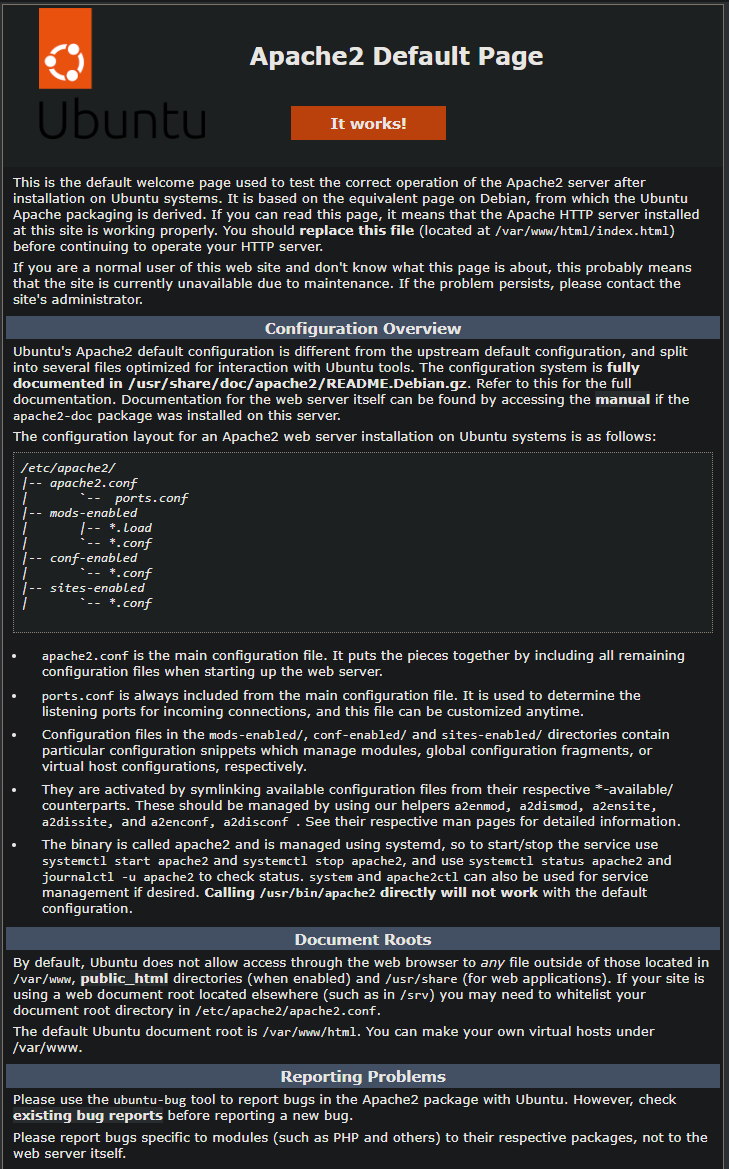 Apache2 Default Page
Ubuntu
It works!
This is the default welcome page used to test the correct operation of the Apache2 server after
installation on Ubuntu systems. It is based on the equivalent page on Debian, from which the Ubuntu
Apache packaging is derived. If you can read this page, it means that the Apache HTTP server installed
at this site is working properly. You should replace this file (located at /var/www/html/index.html)
before continuing to operate your HTTP server.
If you are a normal user of this web site and don't know what this page is about, this probably means
that the site is currently unavailable due to maintenance. If the problem persists, please contact the
site's administrator.
Configuration Overview
Ubuntu's Apache2 default configuration is different from the upstream default configuration, and split
into several files optimized for interaction with Ubuntu tools. The configuration system is fully
documented in /usr/share/doc/apache2/README.Debian.gz. Refer to this for the full
documentation. Documentation for the web server itself can be found by accessing the manual if the
apache2-doc package was installed on this server.
The configuration layout for an Apache2 web server installation on Ubuntu systems is as follows:
/etc/apache2/
|-- apache2.conf
|       `--  ports.conf
|-- mods-enabled
|       |-- *.load
|       `-- *.conf
|-- conf-enabled
|       `-- *.conf
|-- sites-enabled
|       `-- *.conf
• apache2.conf is the main configuration file. It puts the pieces together by including all remaining
configuration files when starting up the web server.
• ports.conf is always included from the main configuration file. It is used to determine the
listening ports for incoming connections, and this file can be customized anytime.
• Configuration files in the mods-enabled/, conf-enabled/ and sites-enabled/ directories contain
particular configuration snippets which manage modules, global configuration fragments, or
virtual host configurations, respectively.
• They are activated by symlinking available configuration files from their respective *-available/
counterparts. These should be managed by using our helpers a2enmod, a2dismod, a2ensite,
a2dissite, and a2enconf, a2disconf . See their respective man pages for detailed information.
• The binary is called apache2 and is managed using systemd, so to start/stop the service use
systemctl start apache2 and systemctl stop apache2, and use systemctl status apache2 and
journalctl -u apache2 to check status. system and apache2ctl can also be used for service
management if desired. Calling /usr/bin/apache2 directly will not work with the default
configuration.
Document Roots
By default, Ubuntu does not allow access through the web browser to any file outside of those located in
/var/www, public_html directories (when enabled) and /usr/share (for web applications). If your site is
using a web document root located elsewhere (such as in /srv) you may need to whitelist your
document root directory in /etc/apache2/apache2.conf.
The default Ubuntu document root is /var/www/html. You can make your own virtual hosts under
/var/www.
Reporting Problems
Please use the ubuntu-bug tool to report bugs in the Apache2 package with Ubuntu. However, check
existing bug reports before reporting a new bug.
Please report bugs specific to modules (such as PHP and others) to their respective packages, not to the
web server itself.